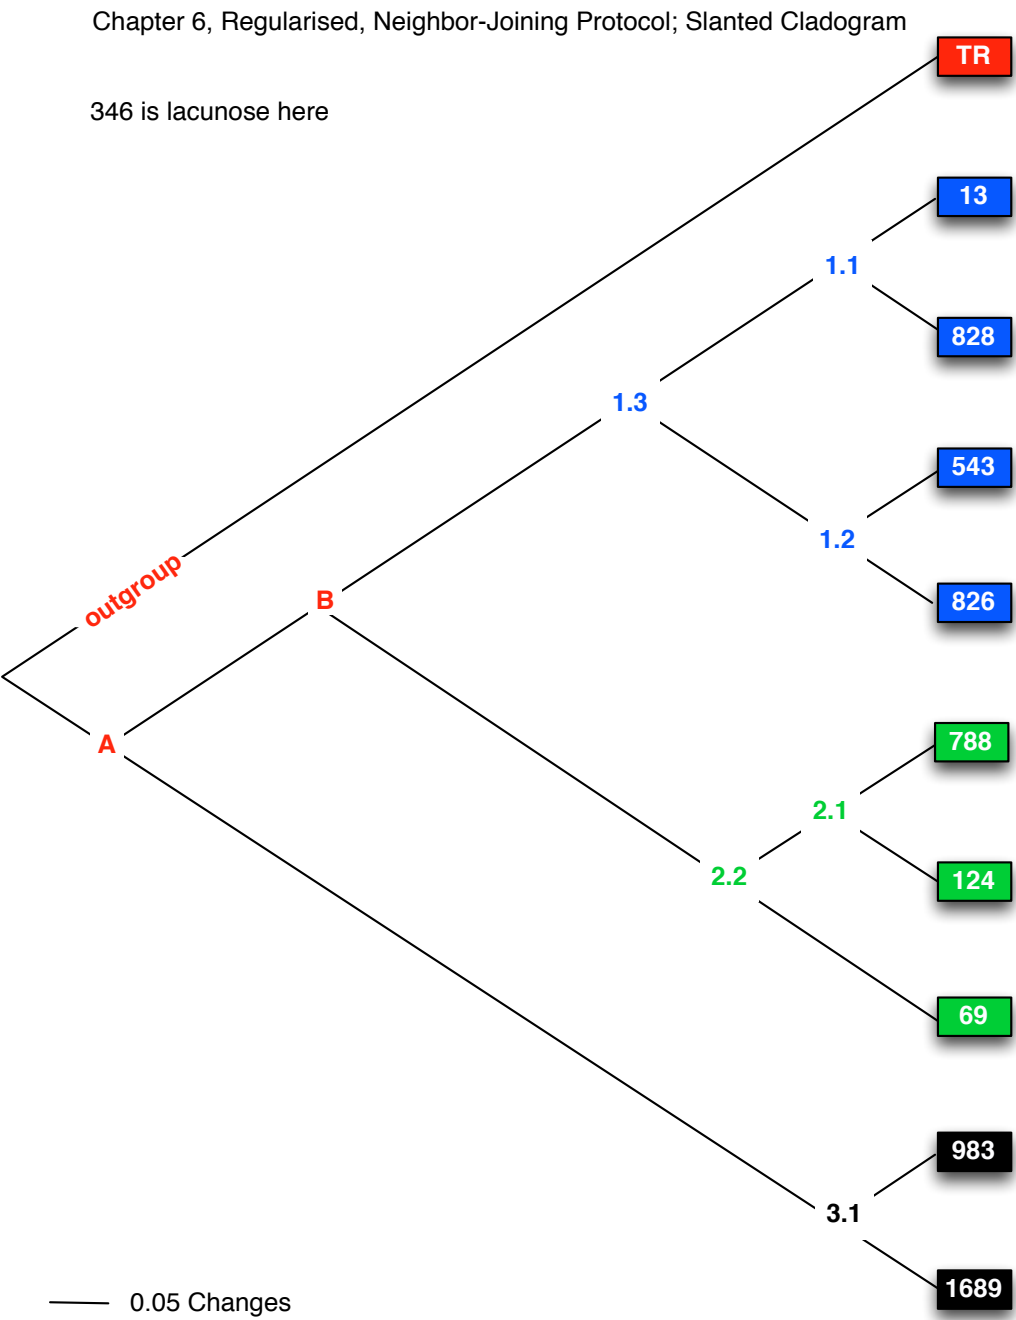 Chapter 6, Regularised, Neighbor-Joining Protocol; Slanted Cladogram
TR
346 is lacunose here
13
1.1
828
1.3
543
1.2
outgroup
B
826
A
788
2.1
2.2
124
69
983
3.1
1689
0.05 Changes